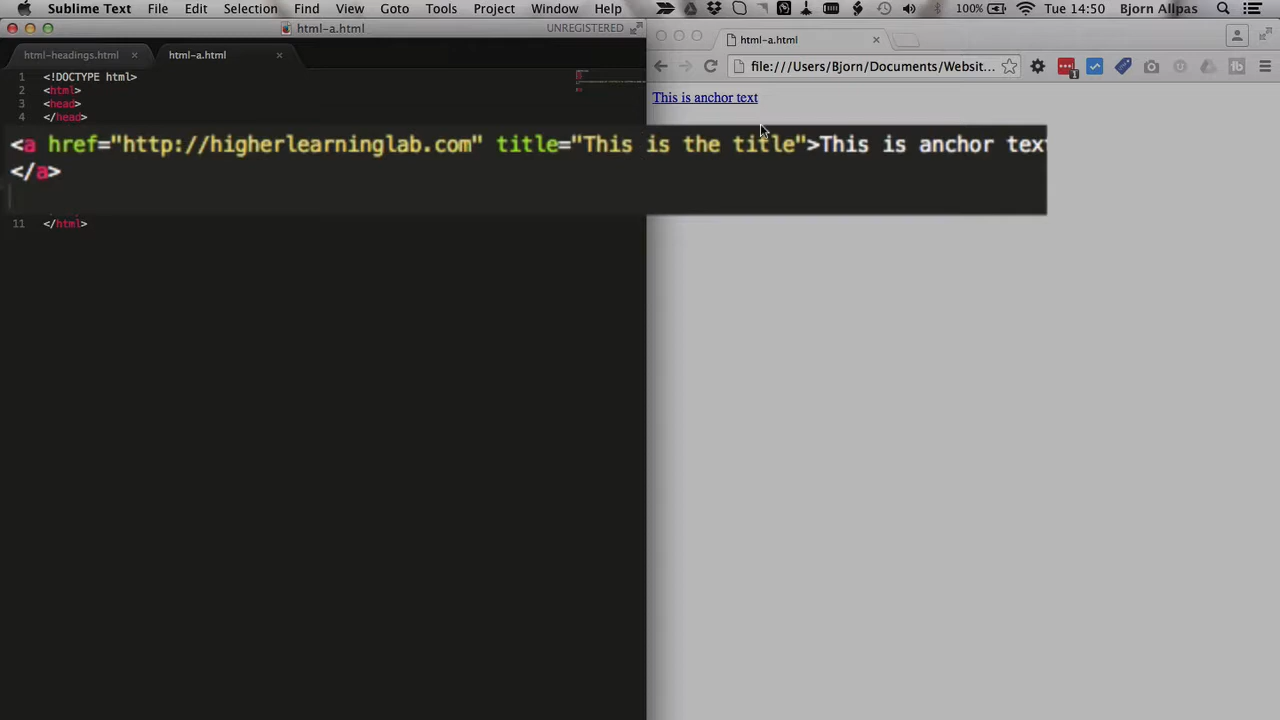 Sublime Text File Edit Selection Find View Goto Tools Project Window Help 100% Tue 14:50 Bjorn Allpas
html-a.html UNREGISTERED
html-headings.html × html-a.html ×
html-a.html ×
file:///Users/Bjorn/Documents/Websit...
1 <!DOCTYPE html>
2 <html>
3 <head>
4 </head>
This is anchor text
<a href="http://higherlearninglab.com" title="This is the title">This is anchor text
</a>
11 </html>